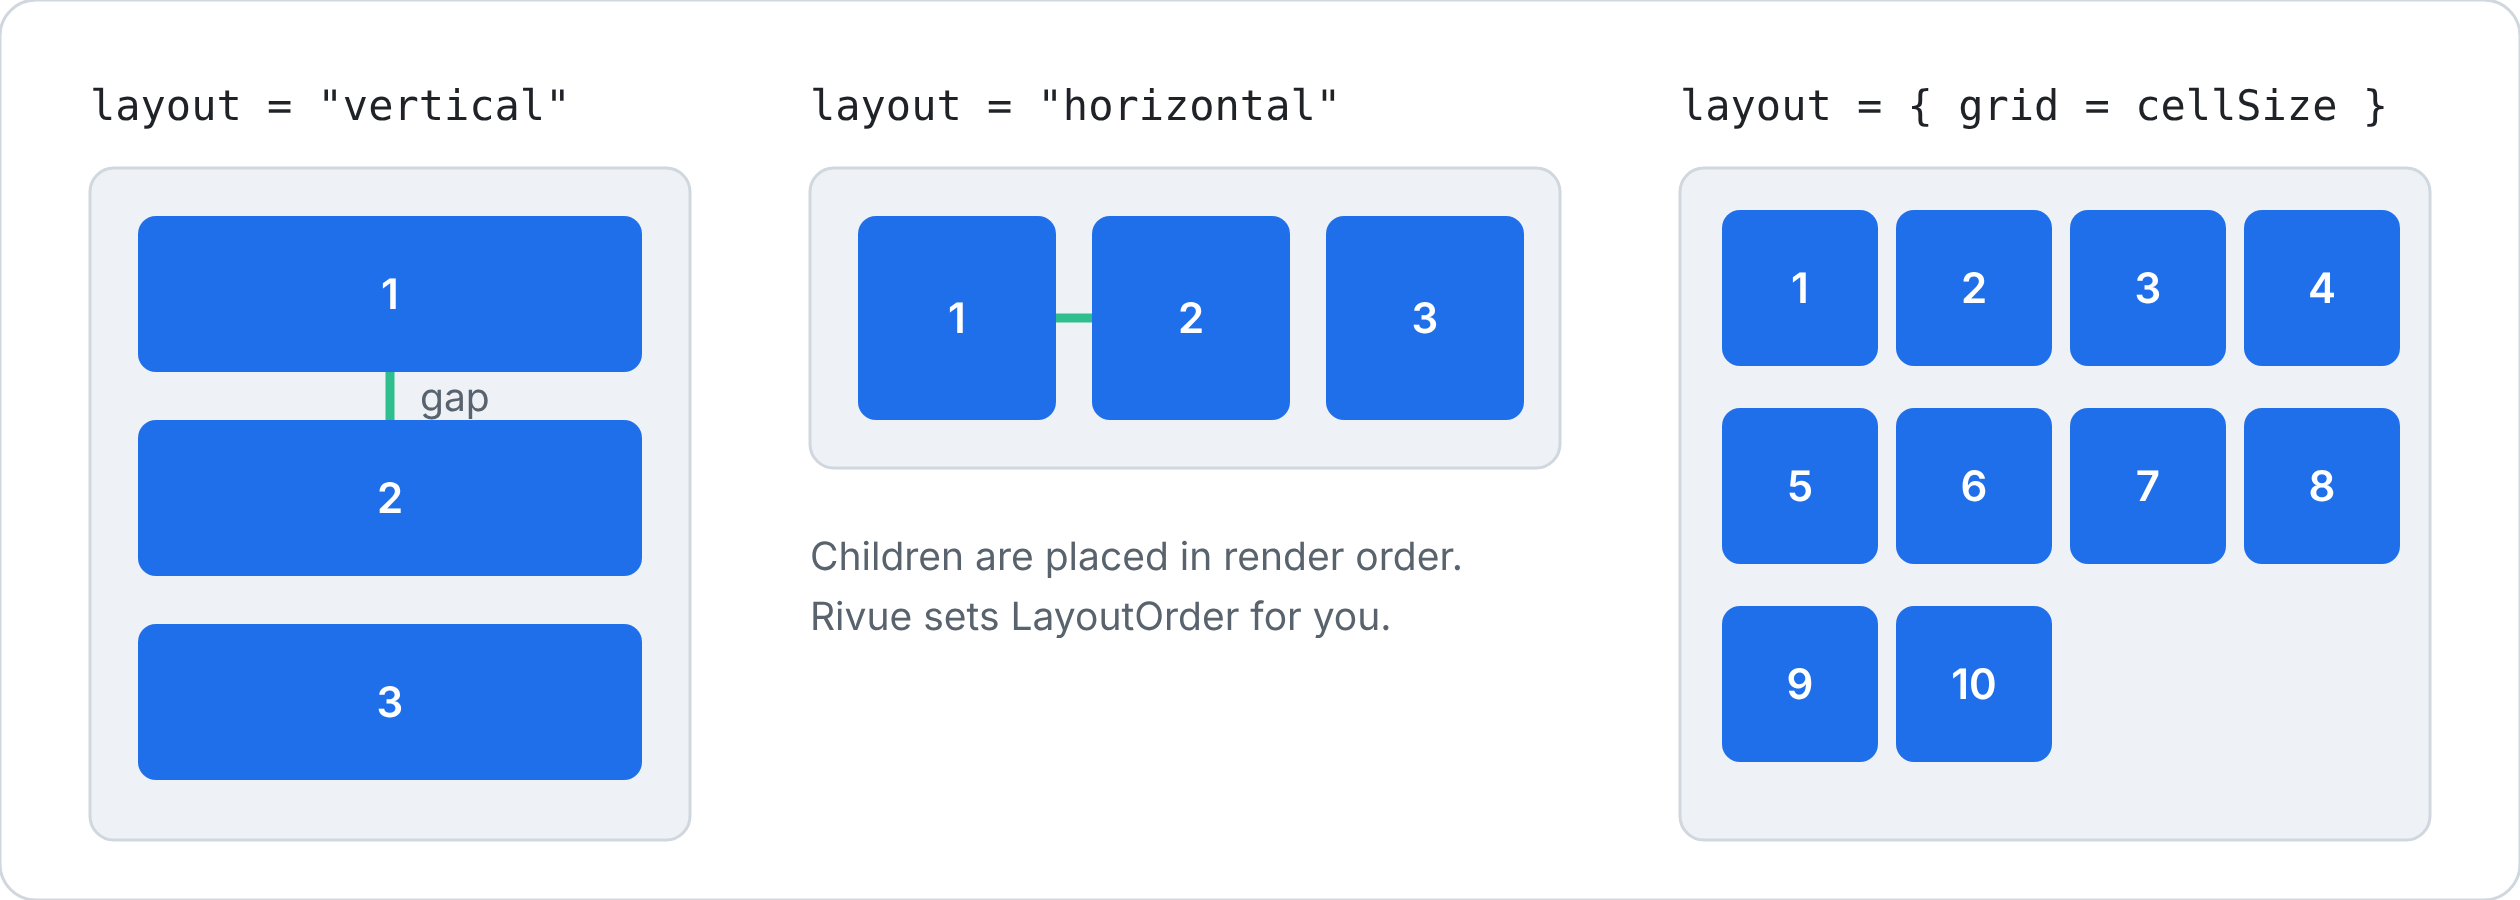 layout = "vertical"
1
gap
2
3
layout = "horizontal"
1 2 3
Children are placed in render order.
Rivue sets LayoutOrder for you.
layout = { grid = cellSize }
1 2 3 4
5 6 7 8
9 10